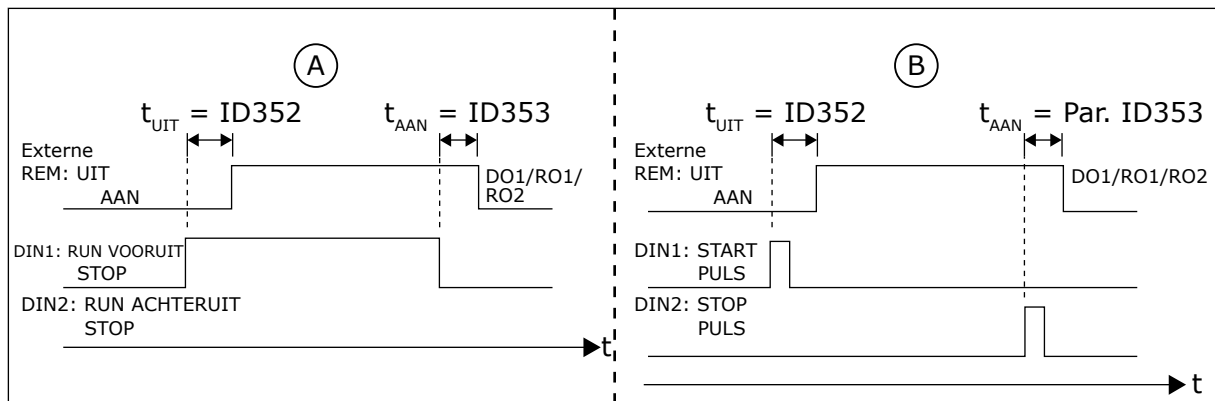 A
t_UIT = ID352
t_AAN = ID353
Externe
REM: UIT
AAN
DO1/RO1/
RO2
DIN1: RUN VOORUIT
STOP
DIN2: RUN ACHTERUIT
STOP
t
B
t_UIT = ID352
t_AAN = Par. ID353
Externe
REM: UIT
AAN
DO1/RO1/RO2
DIN1: START
PULS
DIN2: STOP
PULS
t